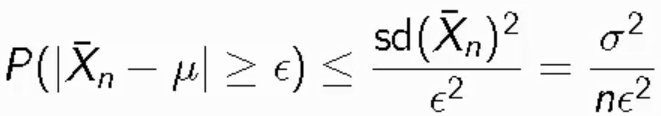 P(|X̄ₙ − μ| ≥ ϵ) ≤ sd(X̄ₙ)² / ϵ² = σ² / nϵ²